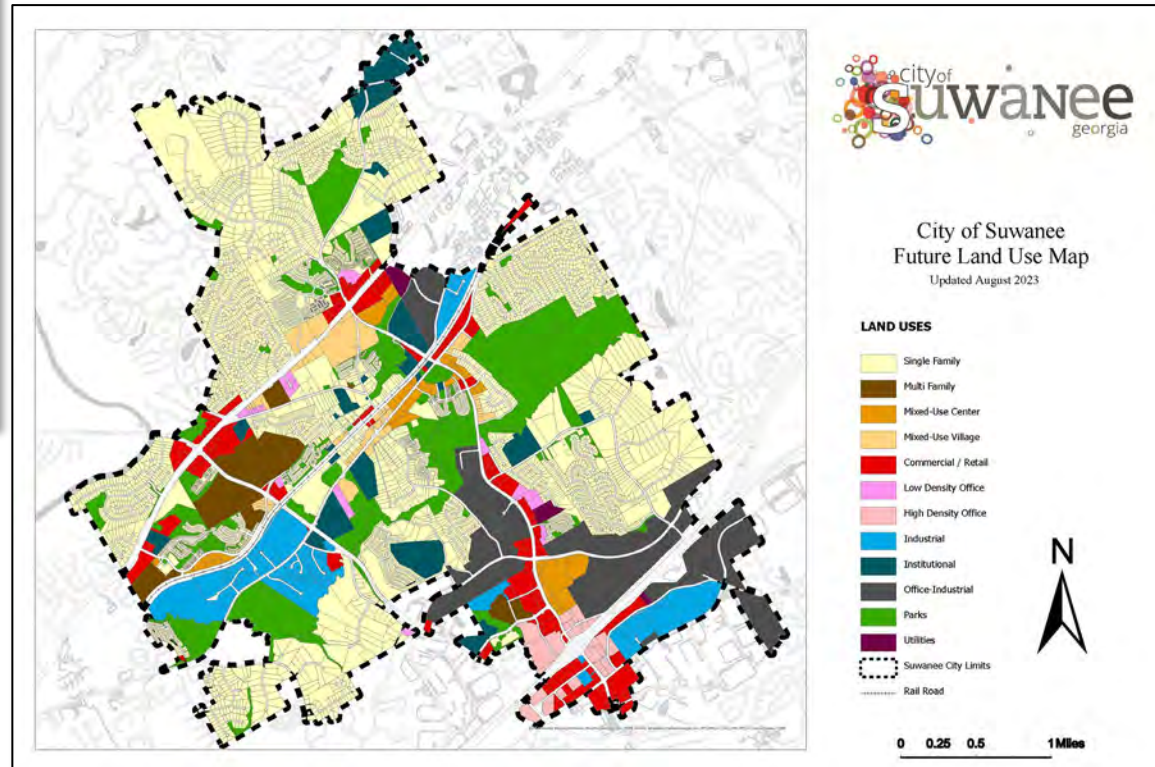 city of
suwanee
georgia
City of Suwanee
Future Land Use Map
Updated August 2023
LAND USES
Single Family
Multi Family
Mixed-Use Center
Mixed-Use Village
Commercial / Retail
Low Density Office
High Density Office
Industrial
Institutional
Office-Industrial
Parks
Utilities
Suwanee City Limits
Rail Road
N
0 0.25 0.5 1 Miles